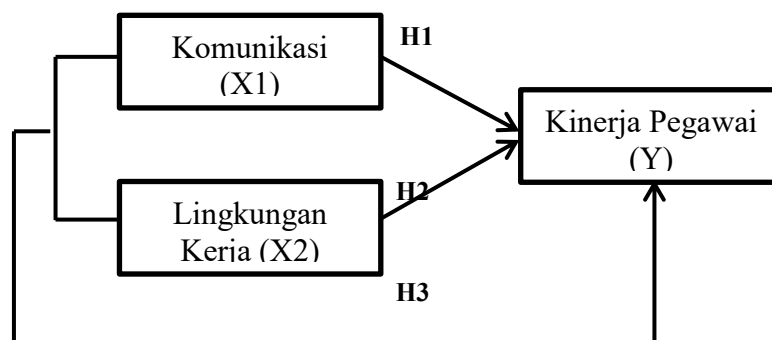 Komunikasi
(X1)
H1
Kinerja Pegawai
(Y)
H2
Lingkungan
Kerja (X2)
H3